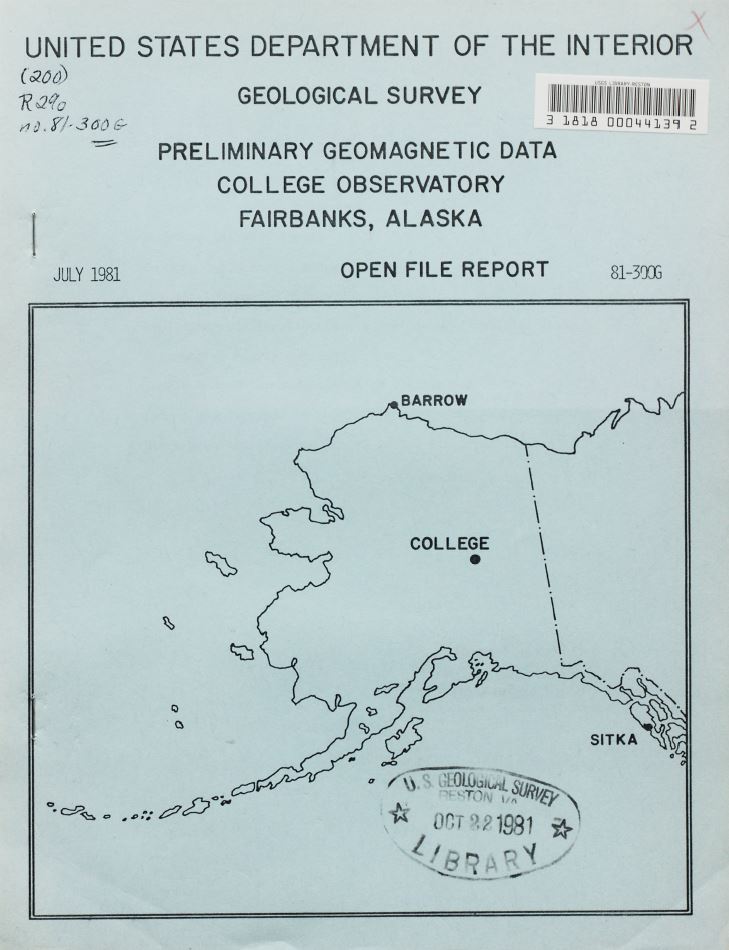 UNITED STATES DEPARTMENT OF THE INTERIOR
(200)
R290
no. 81-300G
GEOLOGICAL SURVEY
USGS LIBRARY-RESTON
3 1818 00044139 2
PRELIMINARY GEOMAGNETIC DATA
COLLEGE OBSERVATORY
FAIRBANKS, ALASKA
JULY 1981
OPEN FILE REPORT
81-300G
BARROW
COLLEGE
SITKA
U.S. GEOLOGICAL SURVEY
RESTON VA
OCT 22 1981
LIBRARY